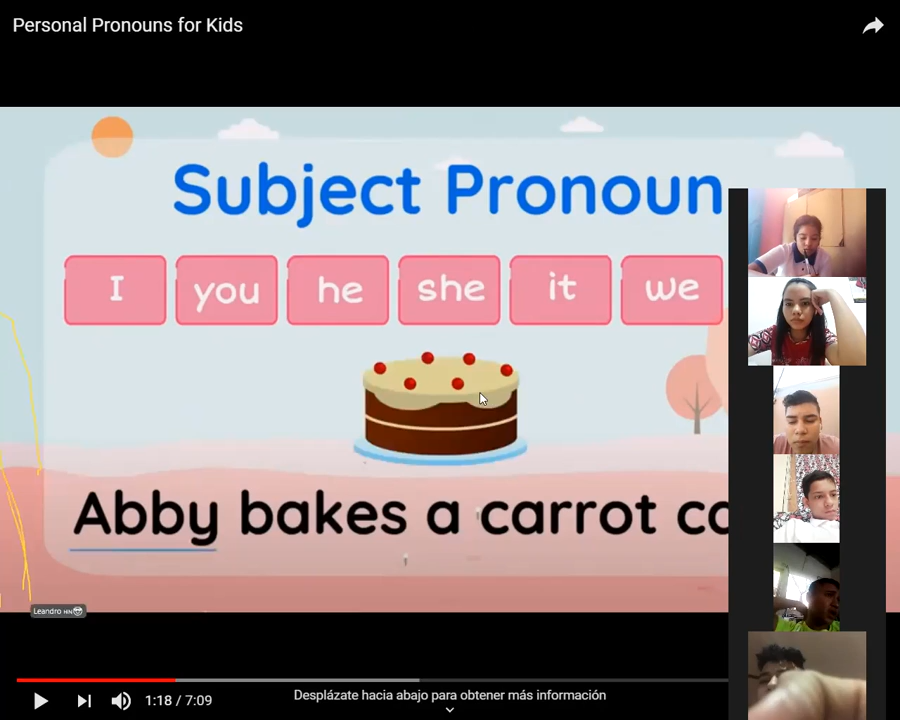 Personal Pronouns for Kids
Subject Pronoun
I you he she it we
Abby bakes a carrot
Leandro HIN😎
1:18 / 7:09
Desplázate hacia abajo para obtener más información